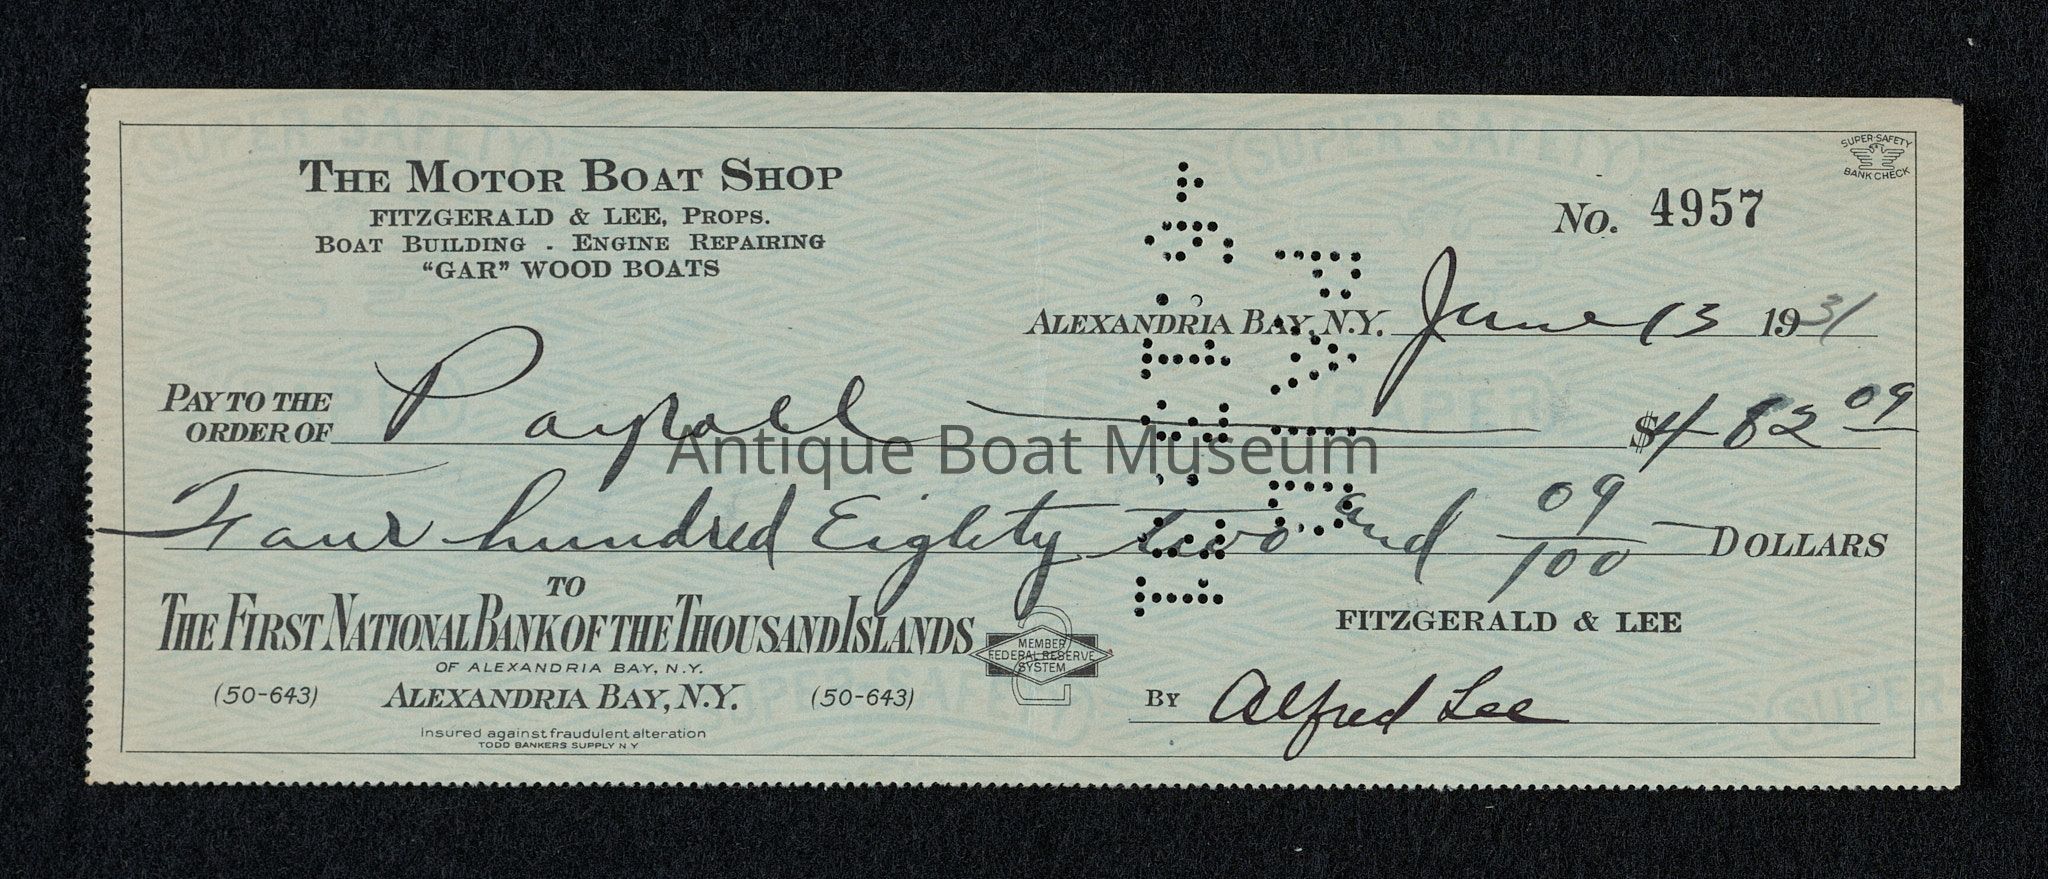 SUPER-SAFETY
BANK CHECK
THE MOTOR BOAT SHOP
FITZGERALD & LEE, PROPS.
BOAT BUILDING - ENGINE REPAIRING
"GAR" WOOD BOATS
No. 4957
ALEXANDRIA BAY, N.Y. June 13 1931
PAY TO THE ORDER OF Payroll $482 09
Antique Boat Museum
Four hundred Eighty two and 09/100 DOLLARS
TO
THE FIRST NATIONAL BANK OF THE THOUSAND ISLANDS
OF ALEXANDRIA BAY, N.Y.
(50-643) ALEXANDRIA BAY, N.Y. (50-643)
MEMBER
FEDERAL RESERVE
SYSTEM
Insured against fraudulent alteration
TODD BANKERS SUPPLY N Y
FITZGERALD & LEE
BY Alfred Lee